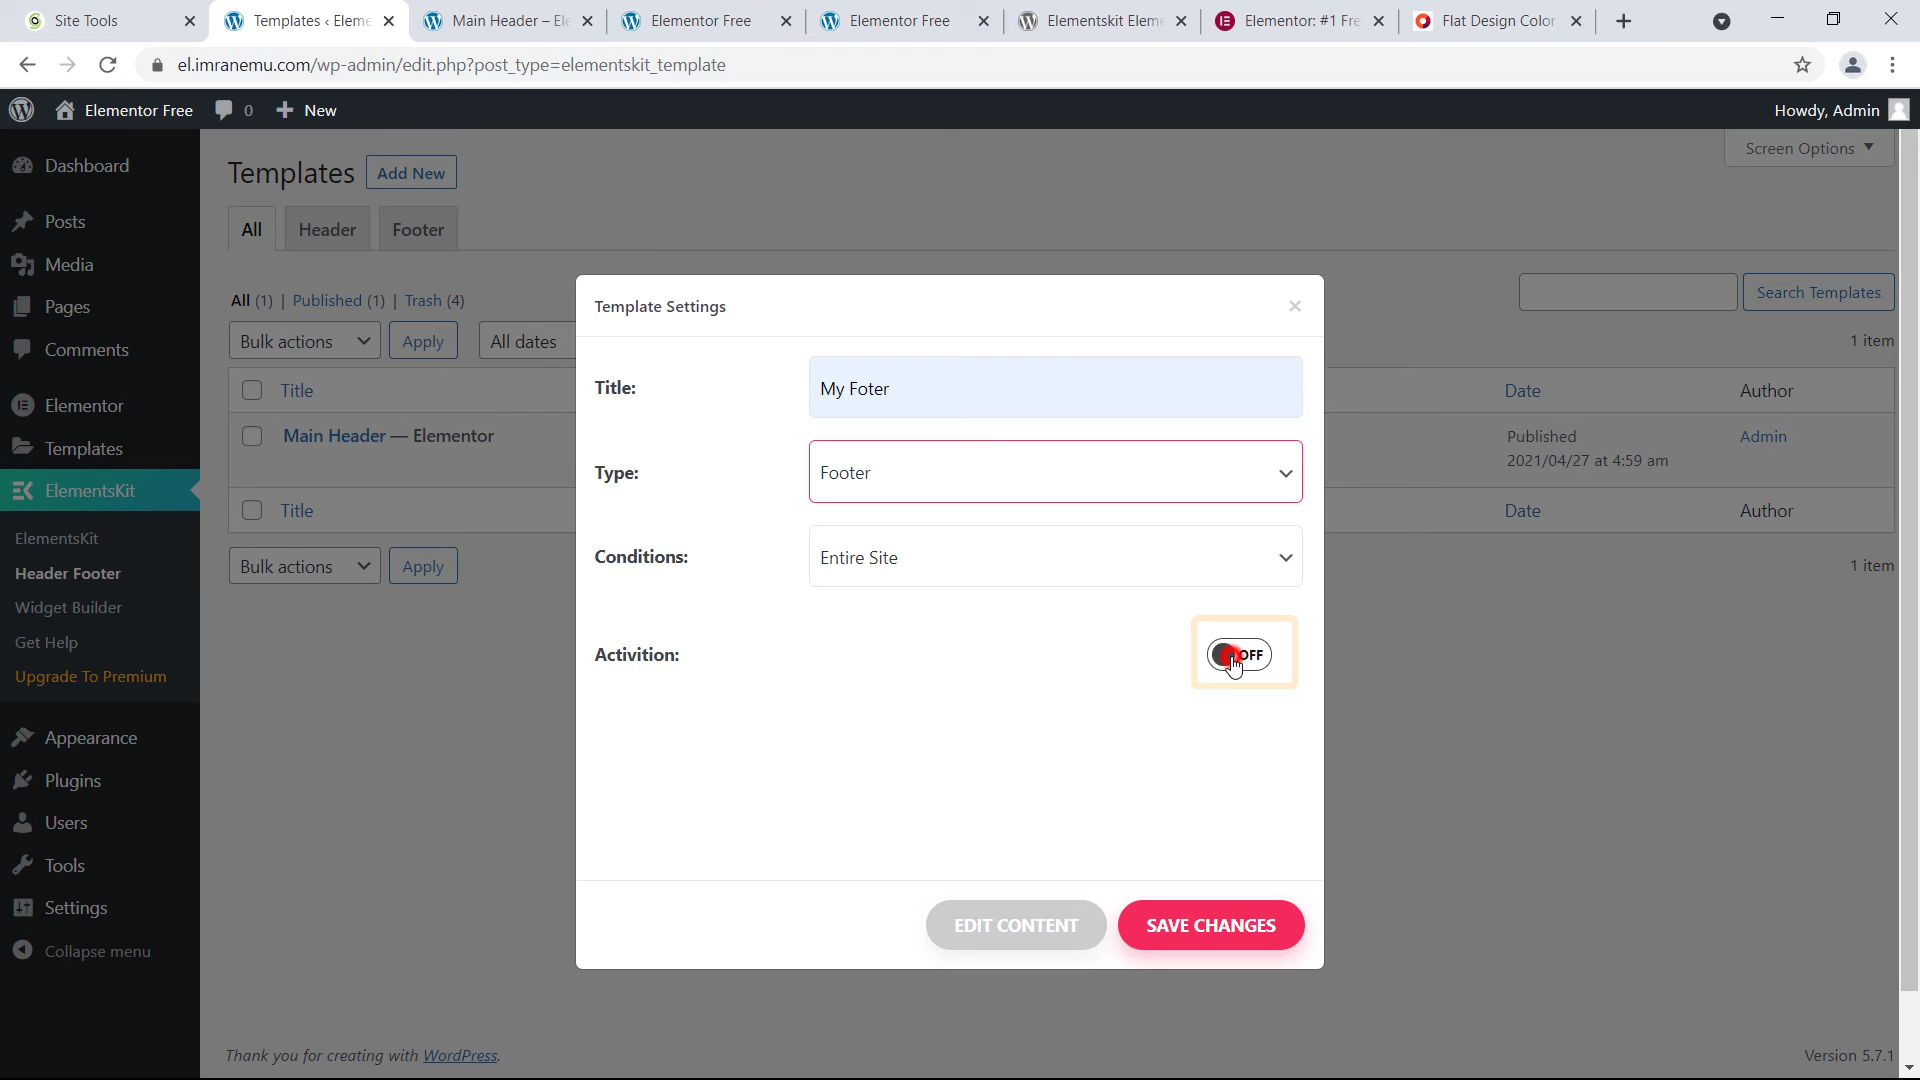 Site Tools
Templates ‹ Eleme
Main Header – Ele
Elementor Free
Elementor Free
Elementskit Eleme
Elementor: #1 Fre
Flat Design Color
el.imranemu.com/wp-admin/edit.php?post_type=elementskit_template
Elementor Free
0
New
Howdy, Admin
Dashboard
Posts
Media
Pages
Comments
Elementor
Templates
ElementsKit
ElementsKit
Header Footer
Widget Builder
Get Help
Upgrade To Premium
Appearance
Plugins
Users
Tools
Settings
Collapse menu
Templates
Add New
Screen Options
All
Header
Footer
All (1) | Published (1) | Trash (4)
Search Templates
Bulk actions
Apply
All dates
1 item
Title
Date
Author
Main Header — Elementor
Published
2021/04/27 at 4:59 am
Admin
Title
Date
Author
Bulk actions
Apply
1 item
Template Settings
Title:
My Foter
Type:
Footer
Conditions:
Entire Site
Activition:
OFF
EDIT CONTENT
SAVE CHANGES
Thank you for creating with WordPress.
Version 5.7.1